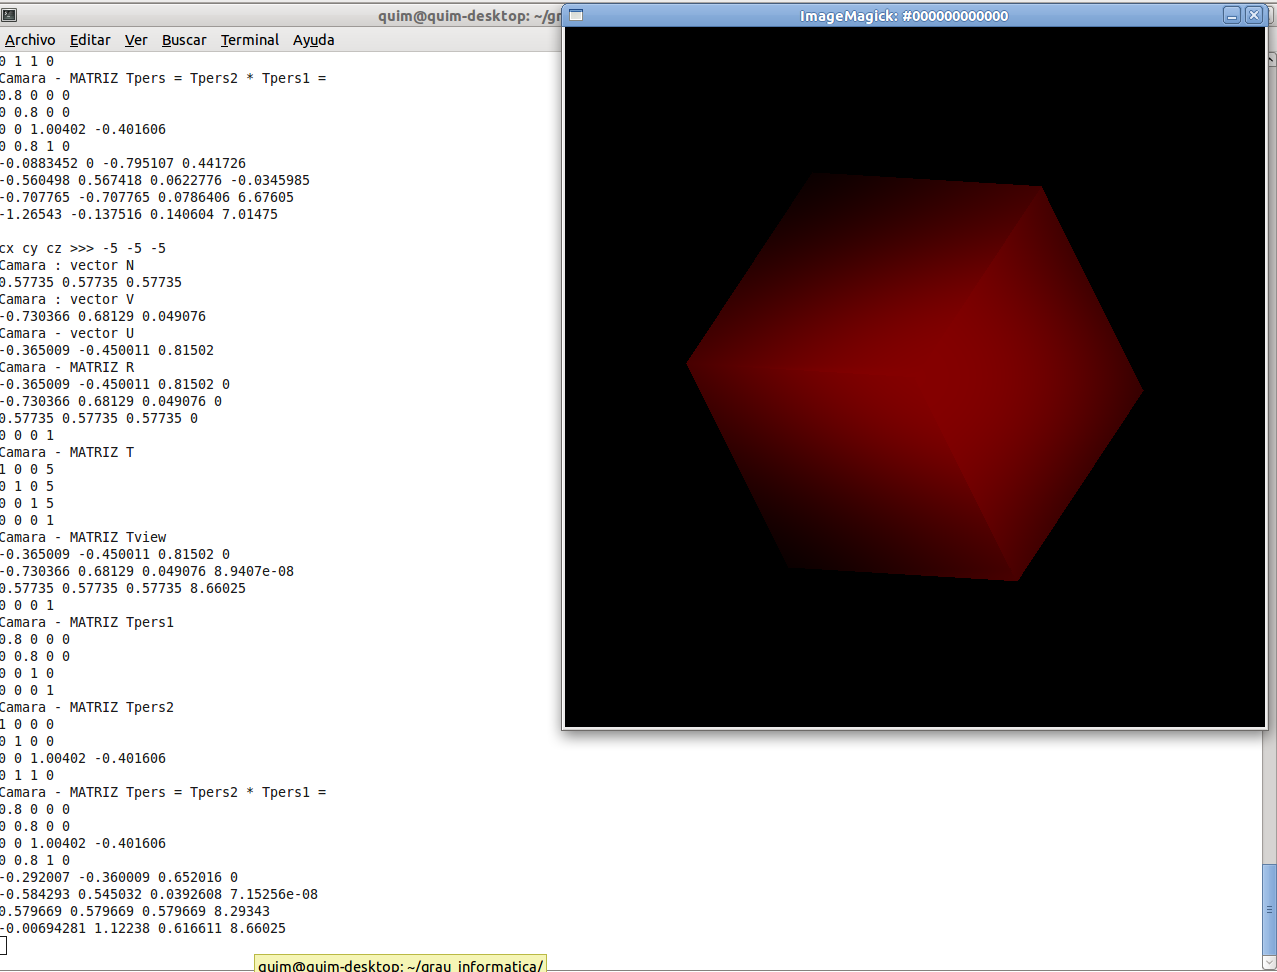 quim@quim-desktop: ~/gr
ImageMagick: #000000000000
Archivo Editar Ver Buscar Terminal Ayuda
0 1 1 0
Camara - MATRIZ Tpers = Tpers2 * Tpers1 =
0.8 0 0 0
0 0.8 0 0
0 0 1.00402 -0.401606
0 0.8 1 0
-0.0883452 0 -0.795107 0.441726
-0.560498 0.567418 0.0622776 -0.0345985
-0.707765 -0.707765 0.0786406 6.67605
-1.26543 -0.137516 0.140604 7.01475
cx cy cz >>> -5 -5 -5
Camara : vector N
0.57735 0.57735 0.57735
Camara : vector V
-0.730366 0.68129 0.049076
Camara - vector U
-0.365009 -0.450011 0.81502
Camara - MATRIZ R
-0.365009 -0.450011 0.81502 0
-0.730366 0.68129 0.049076 0
0.57735 0.57735 0.57735 0
0 0 0 1
Camara - MATRIZ T
1 0 0 5
0 1 0 5
0 0 1 5
0 0 0 1
Camara - MATRIZ Tview
-0.365009 -0.450011 0.81502 0
-0.730366 0.68129 0.049076 8.9407e-08
0.57735 0.57735 0.57735 8.66025
0 0 0 1
Camara - MATRIZ Tpers1
0.8 0 0 0
0 0.8 0 0
0 0 1 0
0 0 0 1
Camara - MATRIZ Tpers2
1 0 0 0
0 1 0 0
0 0 1.00402 -0.401606
0 1 1 0
Camara - MATRIZ Tpers = Tpers2 * Tpers1 =
0.8 0 0 0
0 0.8 0 0
0 0 1.00402 -0.401606
0 0.8 1 0
-0.292007 -0.360009 0.652016 0
-0.584293 0.545032 0.0392608 7.15256e-08
0.579669 0.579669 0.579669 8.29343
-0.00694281 1.12238 0.616611 8.66025
quim@quim-desktop: ~/grau_informatica/